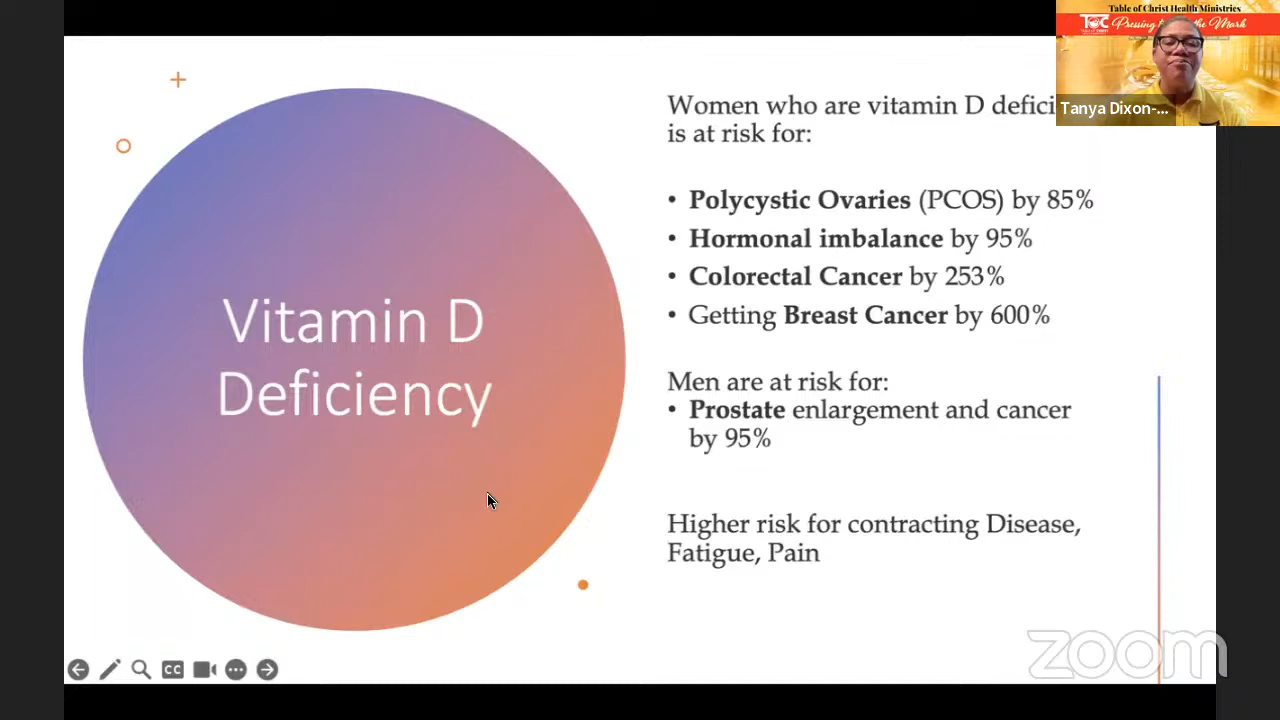 Table of Christ Health Ministries
TOC Pressing the Mark
Tanya Dixon-...
Women who are vitamin D defici
is at risk for:
• Polycystic Ovaries (PCOS) by 85%
• Hormonal imbalance by 95%
• Colorectal Cancer by 253%
• Getting Breast Cancer by 600%
Vitamin D
Deficiency
Men are at risk for:
• Prostate enlargement and cancer
by 95%
Higher risk for contracting Disease,
Fatigue, Pain
CC
zoom